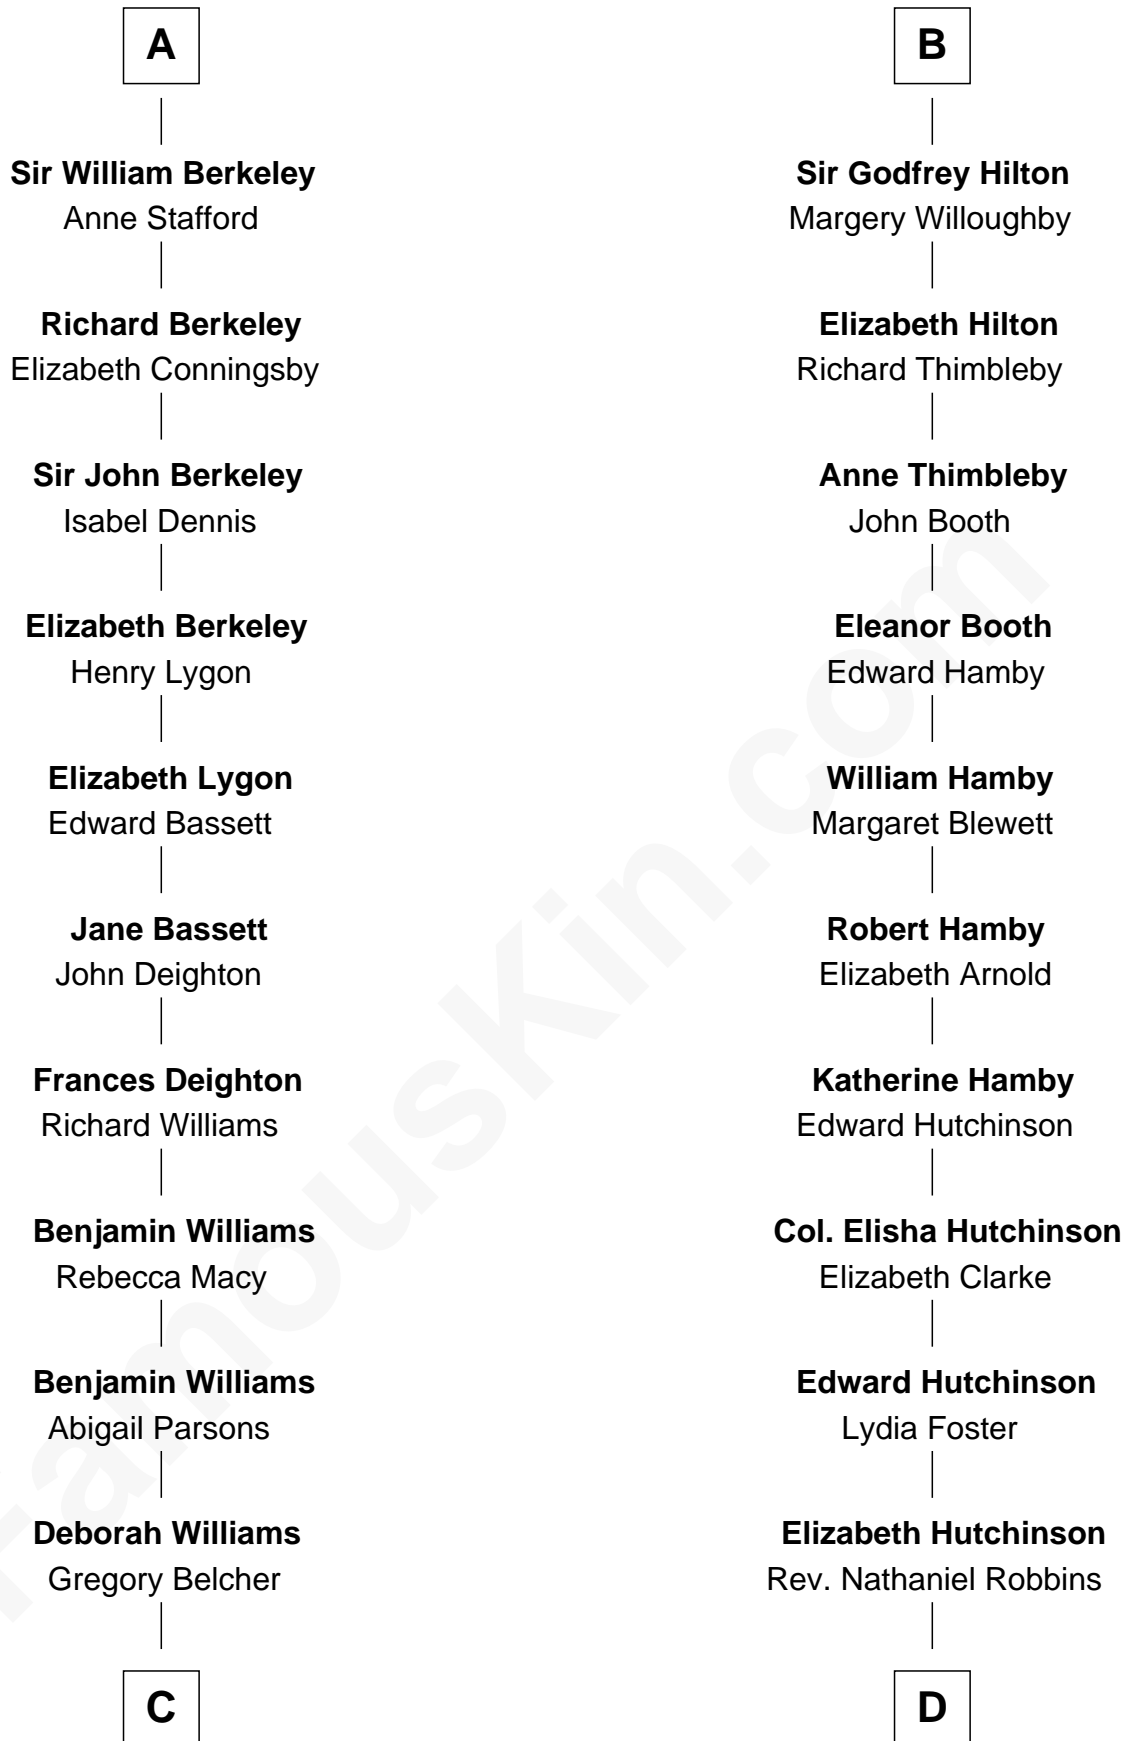 A
Sir William Berkeley
Anne Stafford
Richard Berkeley
Elizabeth Conningsby
Sir John Berkeley
Isabel Dennis
Elizabeth Berkeley
Henry Lygon
Elizabeth Lygon
Edward Bassett
Jane Bassett
John Deighton
Frances Deighton
Richard Williams
Benjamin Williams
Rebecca Macy
Benjamin Williams
Abigail Parsons
Deborah Williams
Gregory Belcher
C
B
Sir Godfrey Hilton
Margery Willoughby
Elizabeth Hilton
Richard Thimbleby
Anne Thimbleby
John Booth
Eleanor Booth
Edward Hamby
William Hamby
Margaret Blewett
Robert Hamby
Elizabeth Arnold
Katherine Hamby
Edward Hutchinson
Col. Elisha Hutchinson
Elizabeth Clarke
Edward Hutchinson
Lydia Foster
Elizabeth Hutchinson
Rev. Nathaniel Robbins
D
FamousKin.com